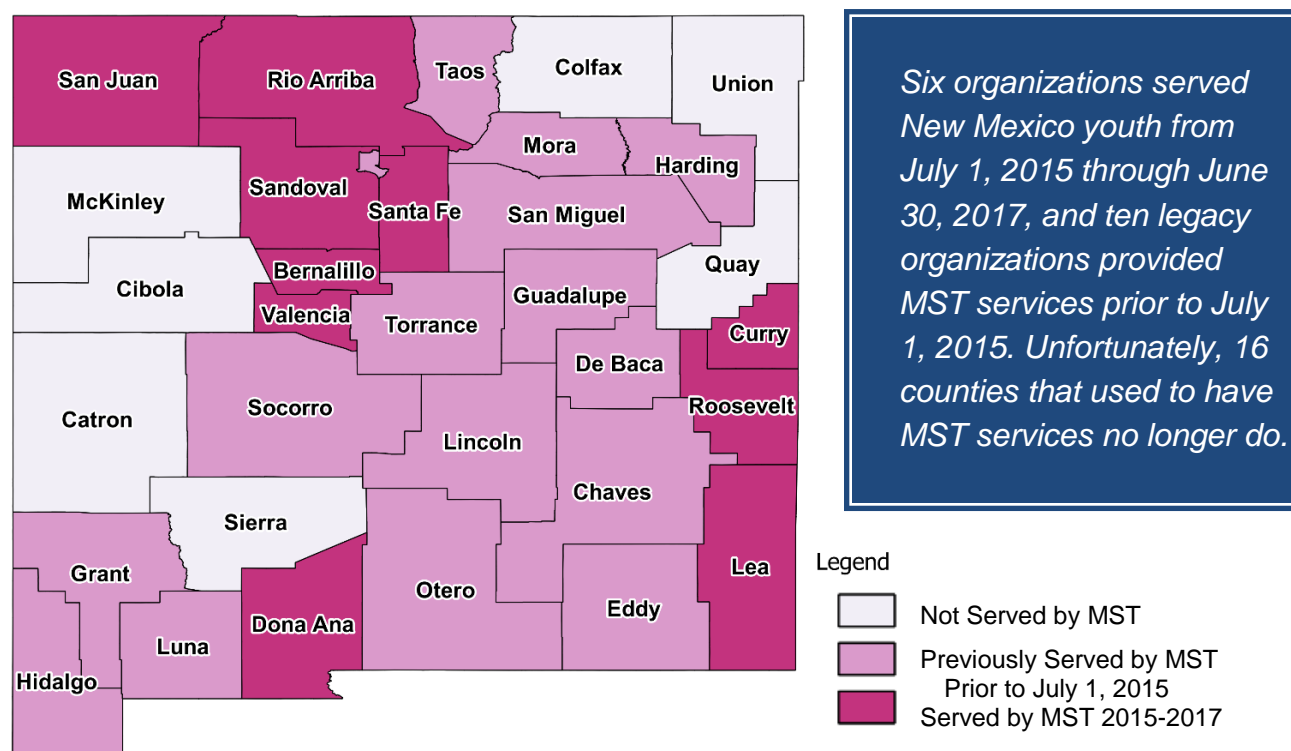 San Juan
Rio Arriba
Taos
Colfax
Union
Mora
Harding
McKinley
Sandoval
Santa Fe
San Miguel
Quay
Cibola
Bernalillo
Valencia
Torrance
Guadalupe
Curry
De Baca
Roosevelt
Catron
Socorro
Lincoln
Chaves
Sierra
Grant
Otero
Lea
Eddy
Dona Ana
Luna
Hidalgo
Six organizations served
New Mexico youth from
July 1, 2015 through June
30, 2017, and ten legacy
organizations provided
MST services prior to July
1, 2015. Unfortunately, 16
counties that used to have
MST services no longer do.
Legend
Not Served by MST
Previously Served by MST
Prior to July 1, 2015
Served by MST 2015-2017